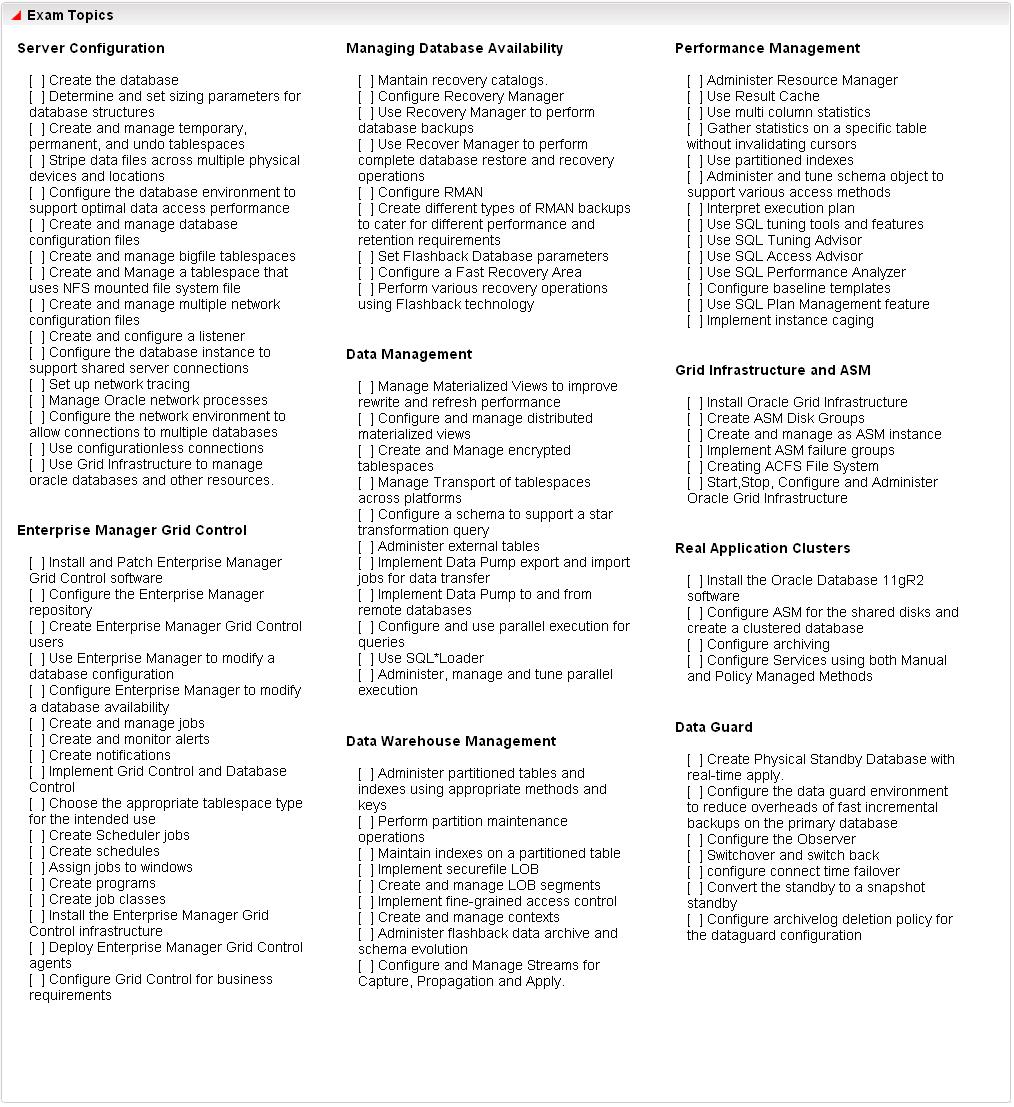 Exam Topics
Server Configuration
[ ] Create the database
[ ] Determine and set sizing parameters for
database structures
[ ] Create and manage temporary,
permanent, and undo tablespaces
[ ] Stripe data files across multiple physical
devices and locations
[ ] Configure the database environment to
support optimal data access performance
[ ] Create and manage database
configuration files
[ ] Create and manage bigfile tablespaces
[ ] Create and Manage a tablespace that
uses NFS mounted file system file
[ ] Create and manage multiple network
configuration files
[ ] Create and configure a listener
[ ] Configure the database instance to
support shared server connections
[ ] Set up network tracing
[ ] Manage Oracle network processes
[ ] Configure the network environment to
allow connections to multiple databases
[ ] Use configurationless connections
[ ] Use Grid Infrastructure to manage
oracle databases and other resources.
Enterprise Manager Grid Control
[ ] Install and Patch Enterprise Manager
Grid Control software
[ ] Configure the Enterprise Manager
repository
[ ] Create Enterprise Manager Grid Control
users
[ ] Use Enterprise Manager to modify a
database configuration
[ ] Configure Enterprise Manager to modify
a database availability
[ ] Create and manage jobs
[ ] Create and monitor alerts
[ ] Create notifications
[ ] Implement Grid Control and Database
Control
[ ] Choose the appropriate tablespace type
for the intended use
[ ] Create Scheduler jobs
[ ] Create schedules
[ ] Assign jobs to windows
[ ] Create programs
[ ] Create job classes
[ ] Install the Enterprise Manager Grid
Control infrastructure
[ ] Deploy Enterprise Manager Grid Control
agents
[ ] Configure Grid Control for business
requirements
Managing Database Availability
[ ] Mantain recovery catalogs.
[ ] Configure Recovery Manager
[ ] Use Recovery Manager to perform
database backups
[ ] Use Recover Manager to perform
complete database restore and recovery
operations
[ ] Configure RMAN
[ ] Create different types of RMAN backups
to cater for different performance and
retention requirements
[ ] Set Flashback Database parameters
[ ] Configure a Fast Recovery Area
[ ] Perform various recovery operations
using Flashback technology
Data Management
[ ] Manage Materialized Views to improve
rewrite and refresh performance
[ ] Configure and manage distributed
materialized views
[ ] Create and Manage encrypted
tablespaces
[ ] Manage Transport of tablespaces
across platforms
[ ] Configure a schema to support a star
transformation query
[ ] Administer external tables
[ ] Implement Data Pump export and import
jobs for data transfer
[ ] Implement Data Pump to and from
remote databases
[ ] Configure and use parallel execution for
queries
[ ] Use SQL*Loader
[ ] Administer, manage and tune parallel
execution
Data Warehouse Management
[ ] Administer partitioned tables and
indexes using appropriate methods and
keys
[ ] Perform partition maintenance
operations
[ ] Maintain indexes on a partitioned table
[ ] Implement securefile LOB
[ ] Create and manage LOB segments
[ ] Implement fine-grained access control
[ ] Create and manage contexts
[ ] Administer flashback data archive and
schema evolution
[ ] Configure and Manage Streams for
Capture, Propagation and Apply.
Performance Management
[ ] Administer Resource Manager
[ ] Use Result Cache
[ ] Use multi column statistics
[ ] Gather statistics on a specific table
without invalidating cursors
[ ] Use partitioned indexes
[ ] Administer and tune schema object to
support various access methods
[ ] Interpret execution plan
[ ] Use SQL tuning tools and features
[ ] Use SQL Tuning Advisor
[ ] Use SQL Access Advisor
[ ] Use SQL Performance Analyzer
[ ] Configure baseline templates
[ ] Use SQL Plan Management feature
[ ] Implement instance caging
Grid Infrastructure and ASM
[ ] Install Oracle Grid Infrastructure
[ ] Create ASM Disk Groups
[ ] Create and manage as ASM instance
[ ] Implement ASM failure groups
[ ] Creating ACFS File System
[ ] Start,Stop, Configure and Administer
Oracle Grid Infrastructure
Real Application Clusters
[ ] Install the Oracle Database 11gR2
software
[ ] Configure ASM for the shared disks and
create a clustered database
[ ] Configure archiving
[ ] Configure Services using both Manual
and Policy Managed Methods
Data Guard
[ ] Create Physical Standby Database with
real-time apply.
[ ] Configure the data guard environment
to reduce overheads of fast incremental
backups on the primary database
[ ] Configure the Observer
[ ] Switchover and switch back
[ ] configure connect time failover
[ ] Convert the standby to a snapshot
standby
[ ] Configure archivelog deletion policy for
the dataguard configuration